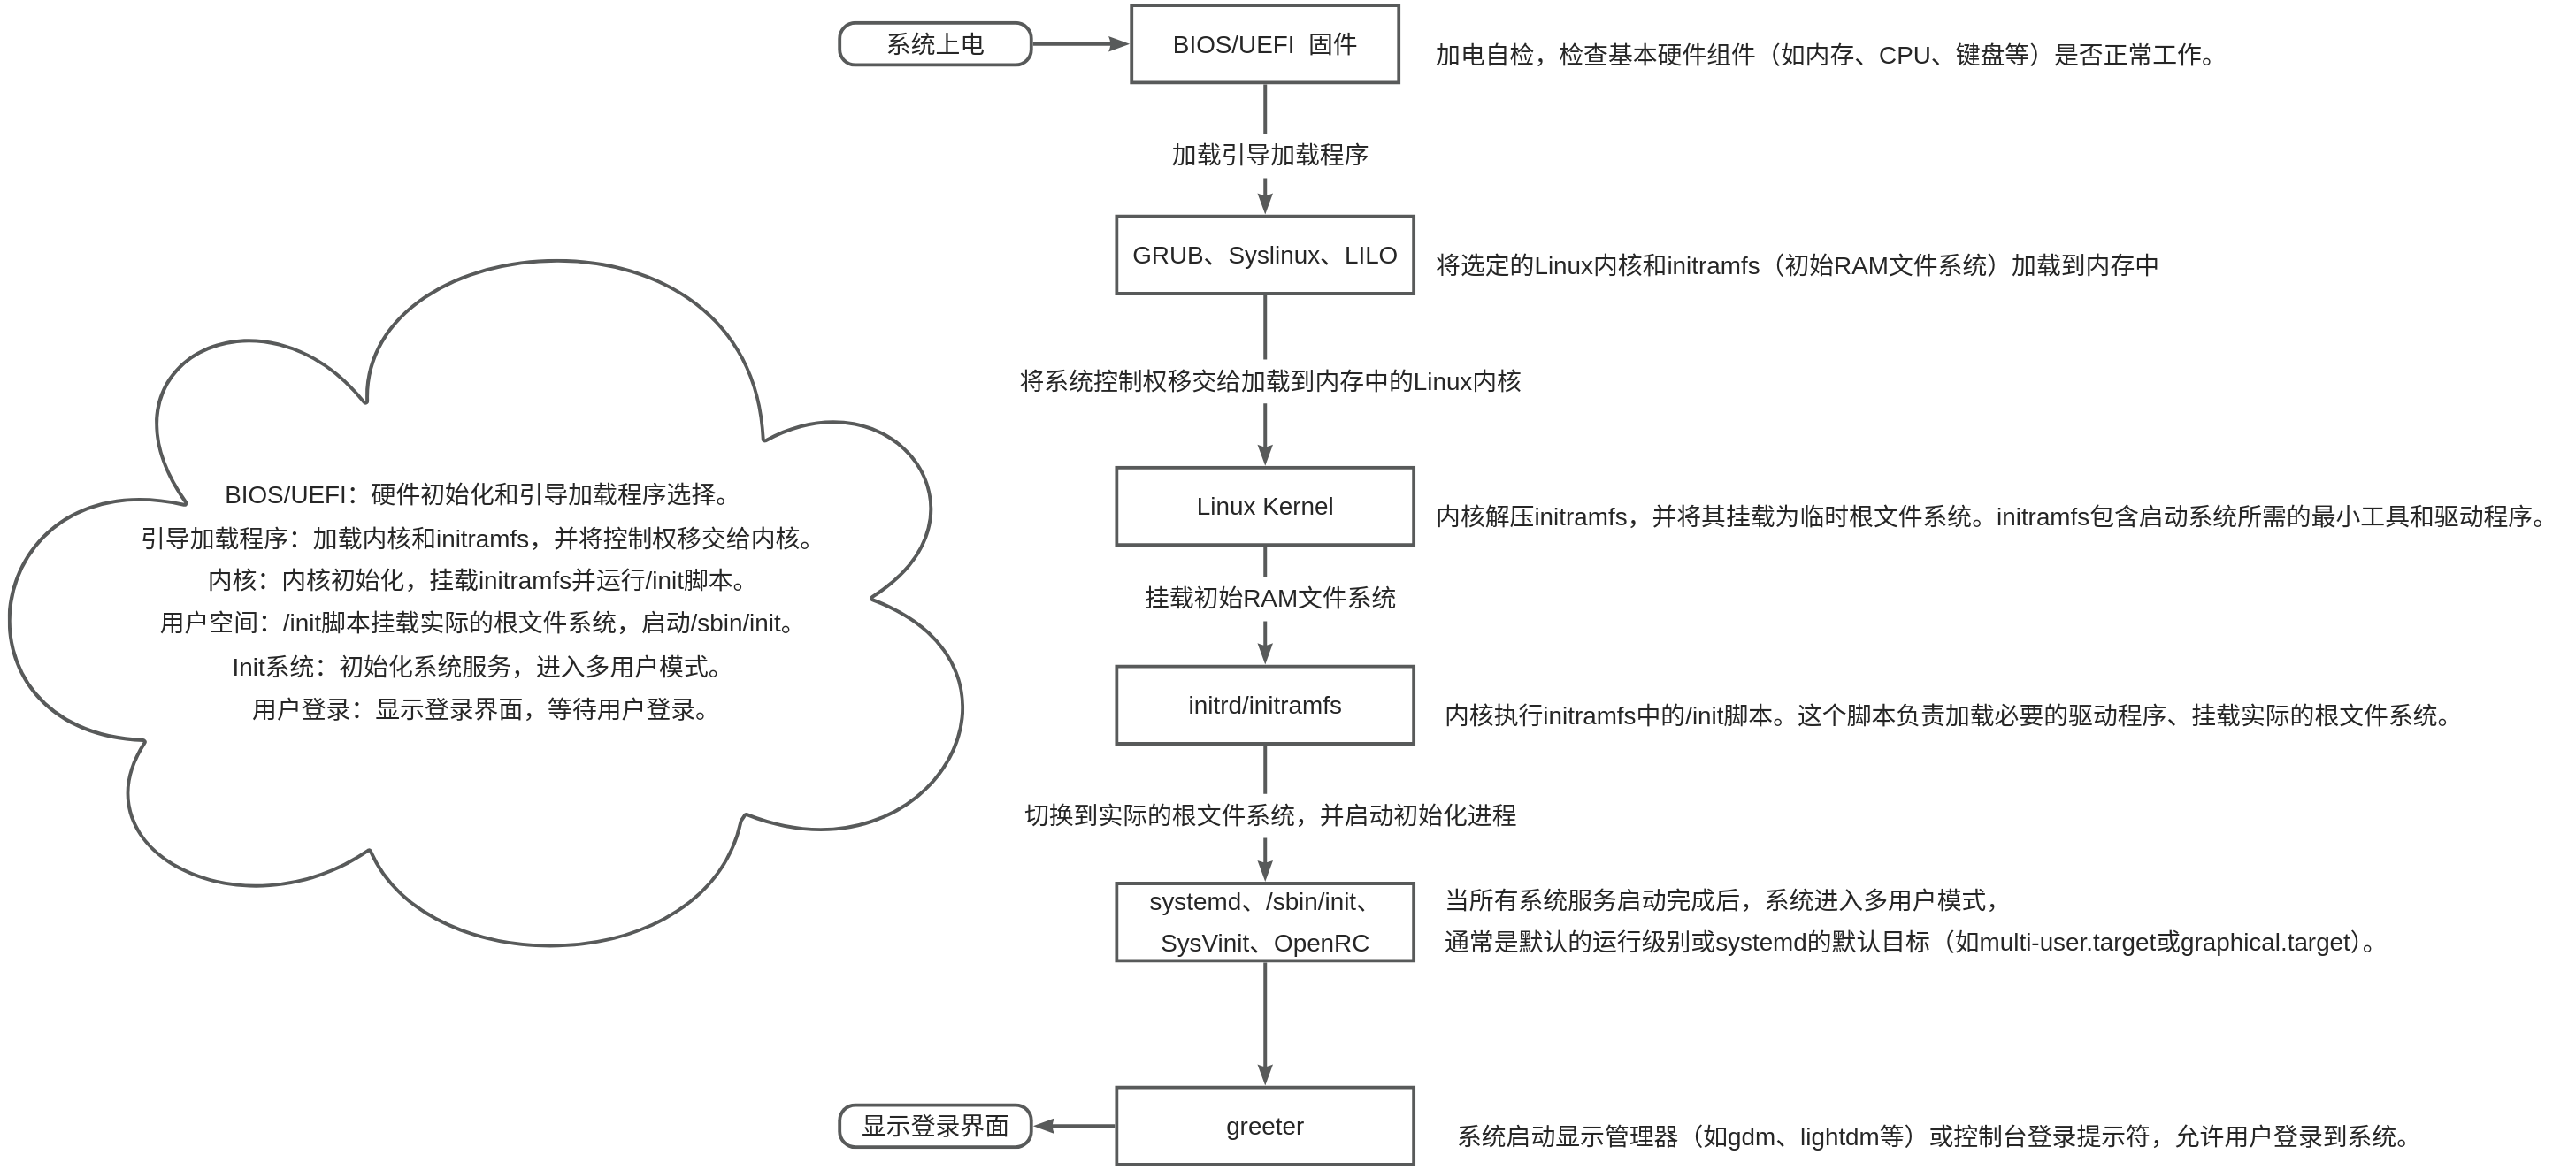 系统上电
BIOS/UEFI  固件
加电自检，检查基本硬件组件（如内存、CPU、键盘等）是否正常工作。
加载引导加载程序
GRUB、Syslinux、LILO
将选定的Linux内核和initramfs（初始RAM文件系统）加载到内存中
将系统控制权移交给加载到内存中的Linux内核
Linux Kernel
内核解压initramfs，并将其挂载为临时根文件系统。initramfs包含启动系统所需的最小工具和驱动程序。
挂载初始RAM文件系统
initrd/initramfs
内核执行initramfs中的/init脚本。这个脚本负责加载必要的驱动程序、挂载实际的根文件系统。
切换到实际的根文件系统，并启动初始化进程
systemd、/sbin/init、
SysVinit、OpenRC
当所有系统服务启动完成后，系统进入多用户模式，
通常是默认的运行级别或systemd的默认目标（如multi-user.target或graphical.target）。
greeter
系统启动显示管理器（如gdm、lightdm等）或控制台登录提示符，允许用户登录到系统。
显示登录界面
BIOS/UEFI：硬件初始化和引导加载程序选择。
引导加载程序：加载内核和initramfs，并将控制权移交给内核。
内核：内核初始化，挂载initramfs并运行/init脚本。
用户空间：/init脚本挂载实际的根文件系统，启动/sbin/init。
Init系统：初始化系统服务，进入多用户模式。
用户登录：显示登录界面，等待用户登录。